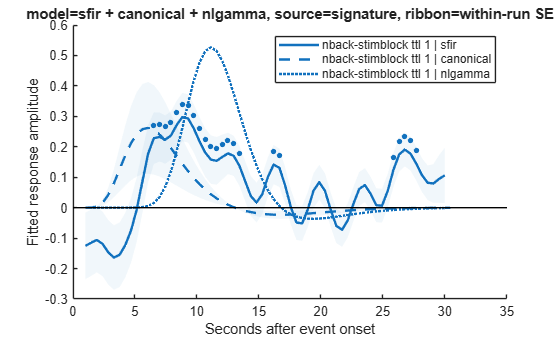 model=sfir + canonical + nlgamma, source=signature, ribbon=within-run SE
nback-stimblock ttl 1 | sfir
nback-stimblock ttl 1 | canonical
nback-stimblock ttl 1 | nlgamma
Fitted response amplitude
0.6
0.5
0.4
0.3
0.2
0.1
0
-0.1
-0.2
-0.3
0 5 10 15 20 25 30 35
Seconds after event onset